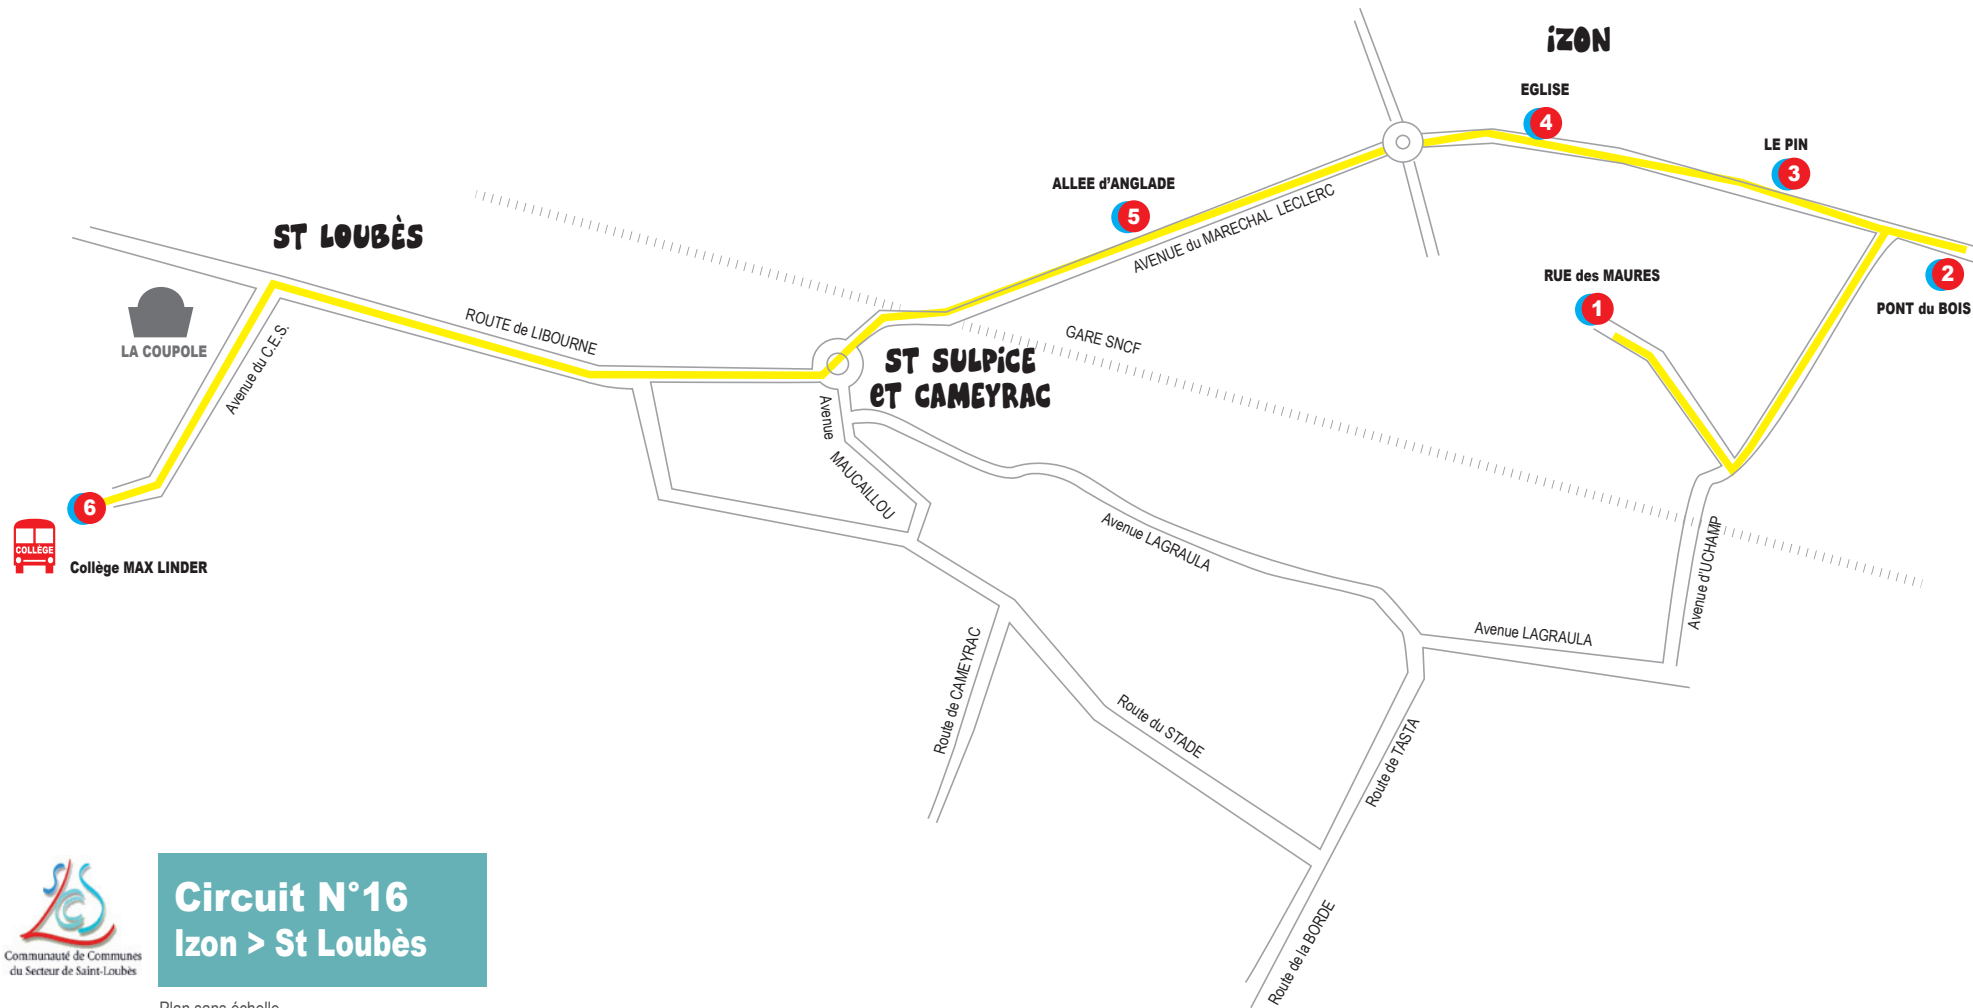 iZON
EGLISE
4
LE PIN
3
ALLEE d'ANGLADE
5
AVENUE du MARECHAL LECLERC
ST LOUBÈS
RUE des MAURES
1
2
PONT du BOIS
LA COUPOLE
Avenue du C.E.S.
ROUTE de LIBOURNE
GARE SNCF
ST SULPiCE
eT CAMEYRAC
Avenue
MAUCAILLOU
6
COLLÈGE
Collège MAX LINDER
Avenue LAGRAULA
Avenue d'UCHAMP
Avenue LAGRAULA
Route de CAMEYRAC
Route du STADE
Route de TASTA
Route de la BORDE
Communauté de Communes
du Secteur de Saint-Loubès
Circuit N°16
Izon > St Loubès
Plan sans échelle